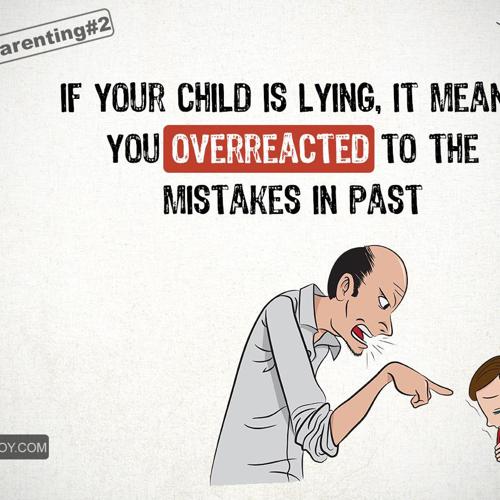 arenting#2
IF YOUR CHILD IS LYING, IT MEAN
YOU OVERREACTED TO THE
MISTAKES IN PAST
OY.COM